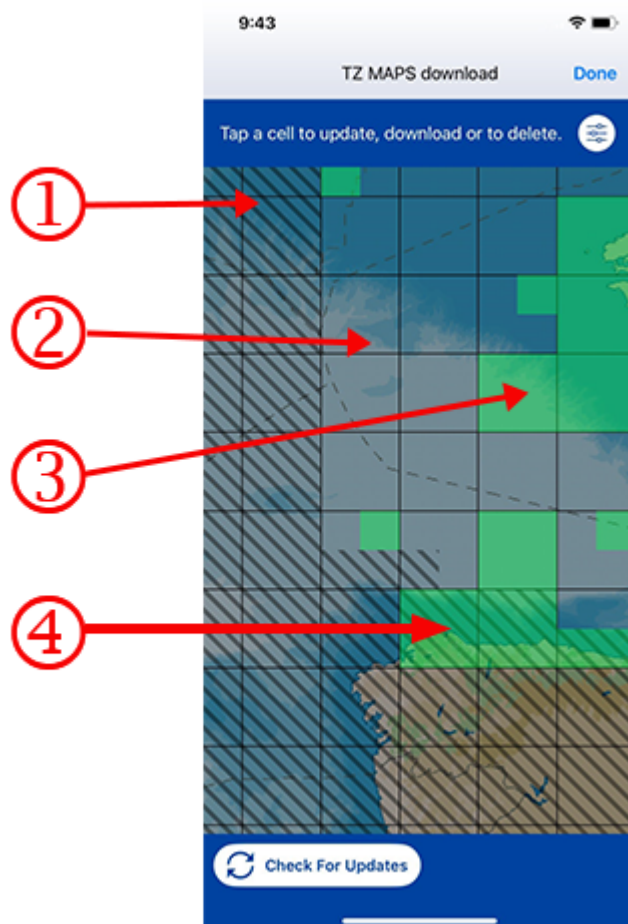 9:43
TZ MAPS download
Done
Tap a cell to update, download or to delete.
1
2
3
4
Check For Updates